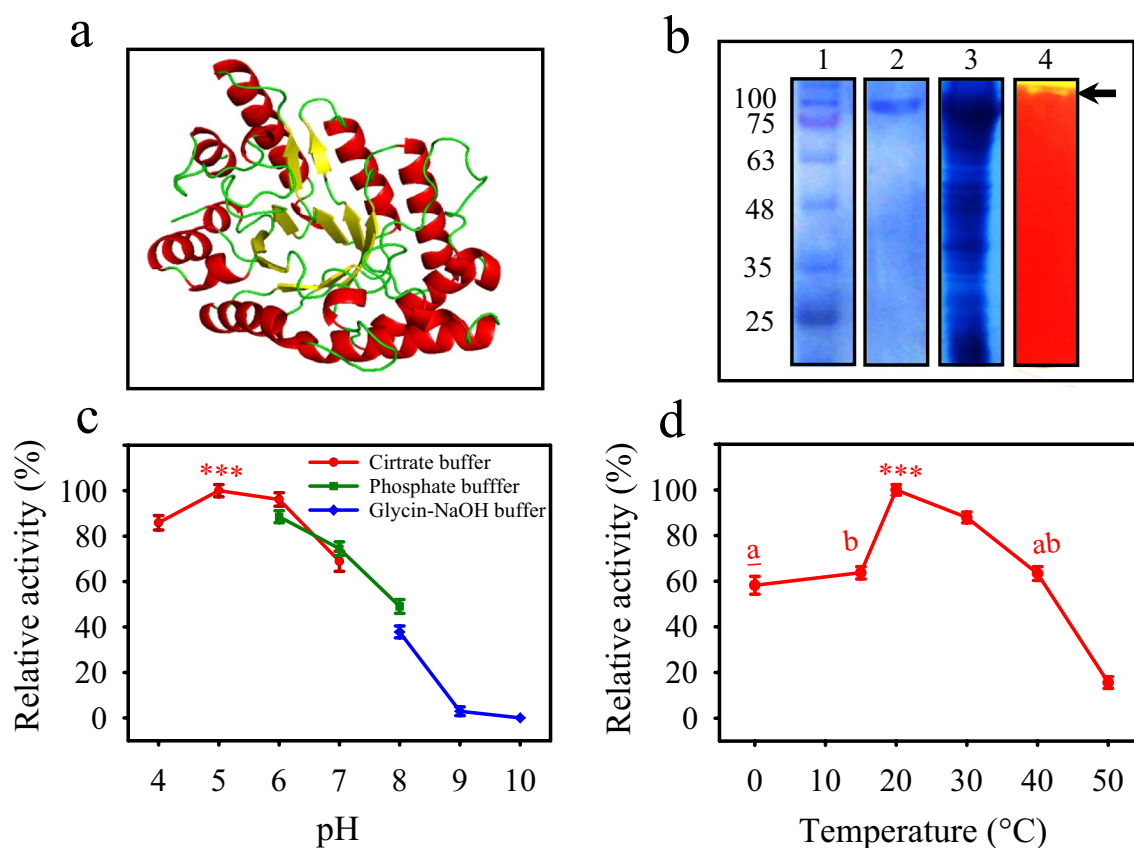 a
b
1 2 3 4
100
75
63
48
35
25
c
Relative activity (%)
100
80
60
40
20
0
***
Cirtrate buffer
Phosphate bufffer
Glycin-NaOH buffer
4 5 6 7 8 9 10
pH
d
Relative activity (%)
100
80
60
40
20
0
a
b
***
ab
0 10 20 30 40 50
Temperature (°C)